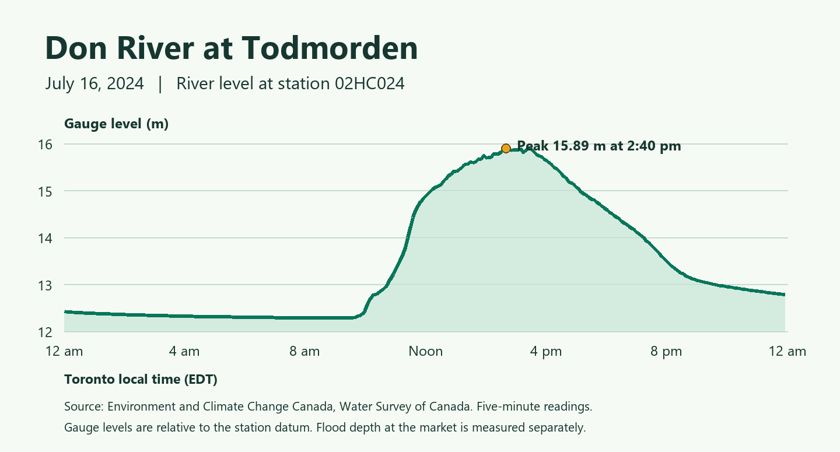 Don River at Todmorden
July 16, 2024 | River level at station 02HC024
Gauge level (m)
16
Peak 15.89 m at 2:40 pm
15
14
13
12
12 am 4 am 8 am Noon 4 pm 8 pm 12 am
Toronto local time (EDT)
Source: Environment and Climate Change Canada, Water Survey of Canada. Five-minute readings.
Gauge levels are relative to the station datum. Flood depth at the market is measured separately.